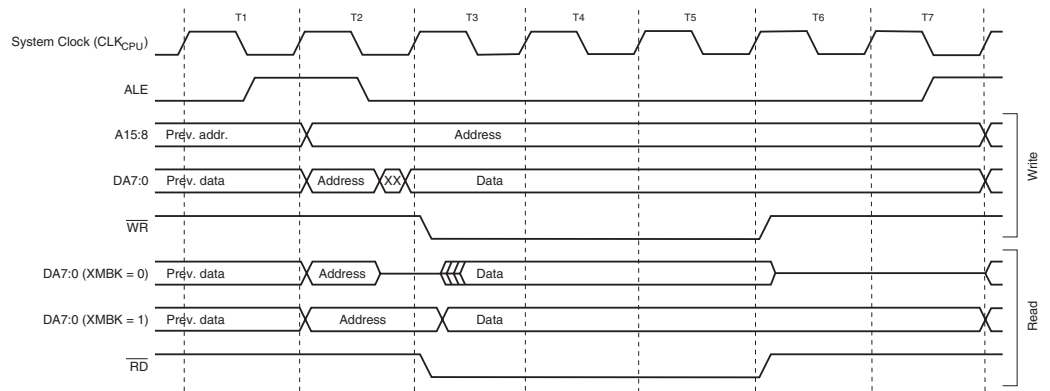 T1 T2 T3 T4 T5 T6 T7
System Clock (CLKCPU)
ALE
A15:8 Prev. addr. Address
DA7:0 Prev. data Address XX Data
WR
Write
DA7:0 (XMBK = 0) Prev. data Address Data
DA7:0 (XMBK = 1) Prev. data Address Data
RD
Read